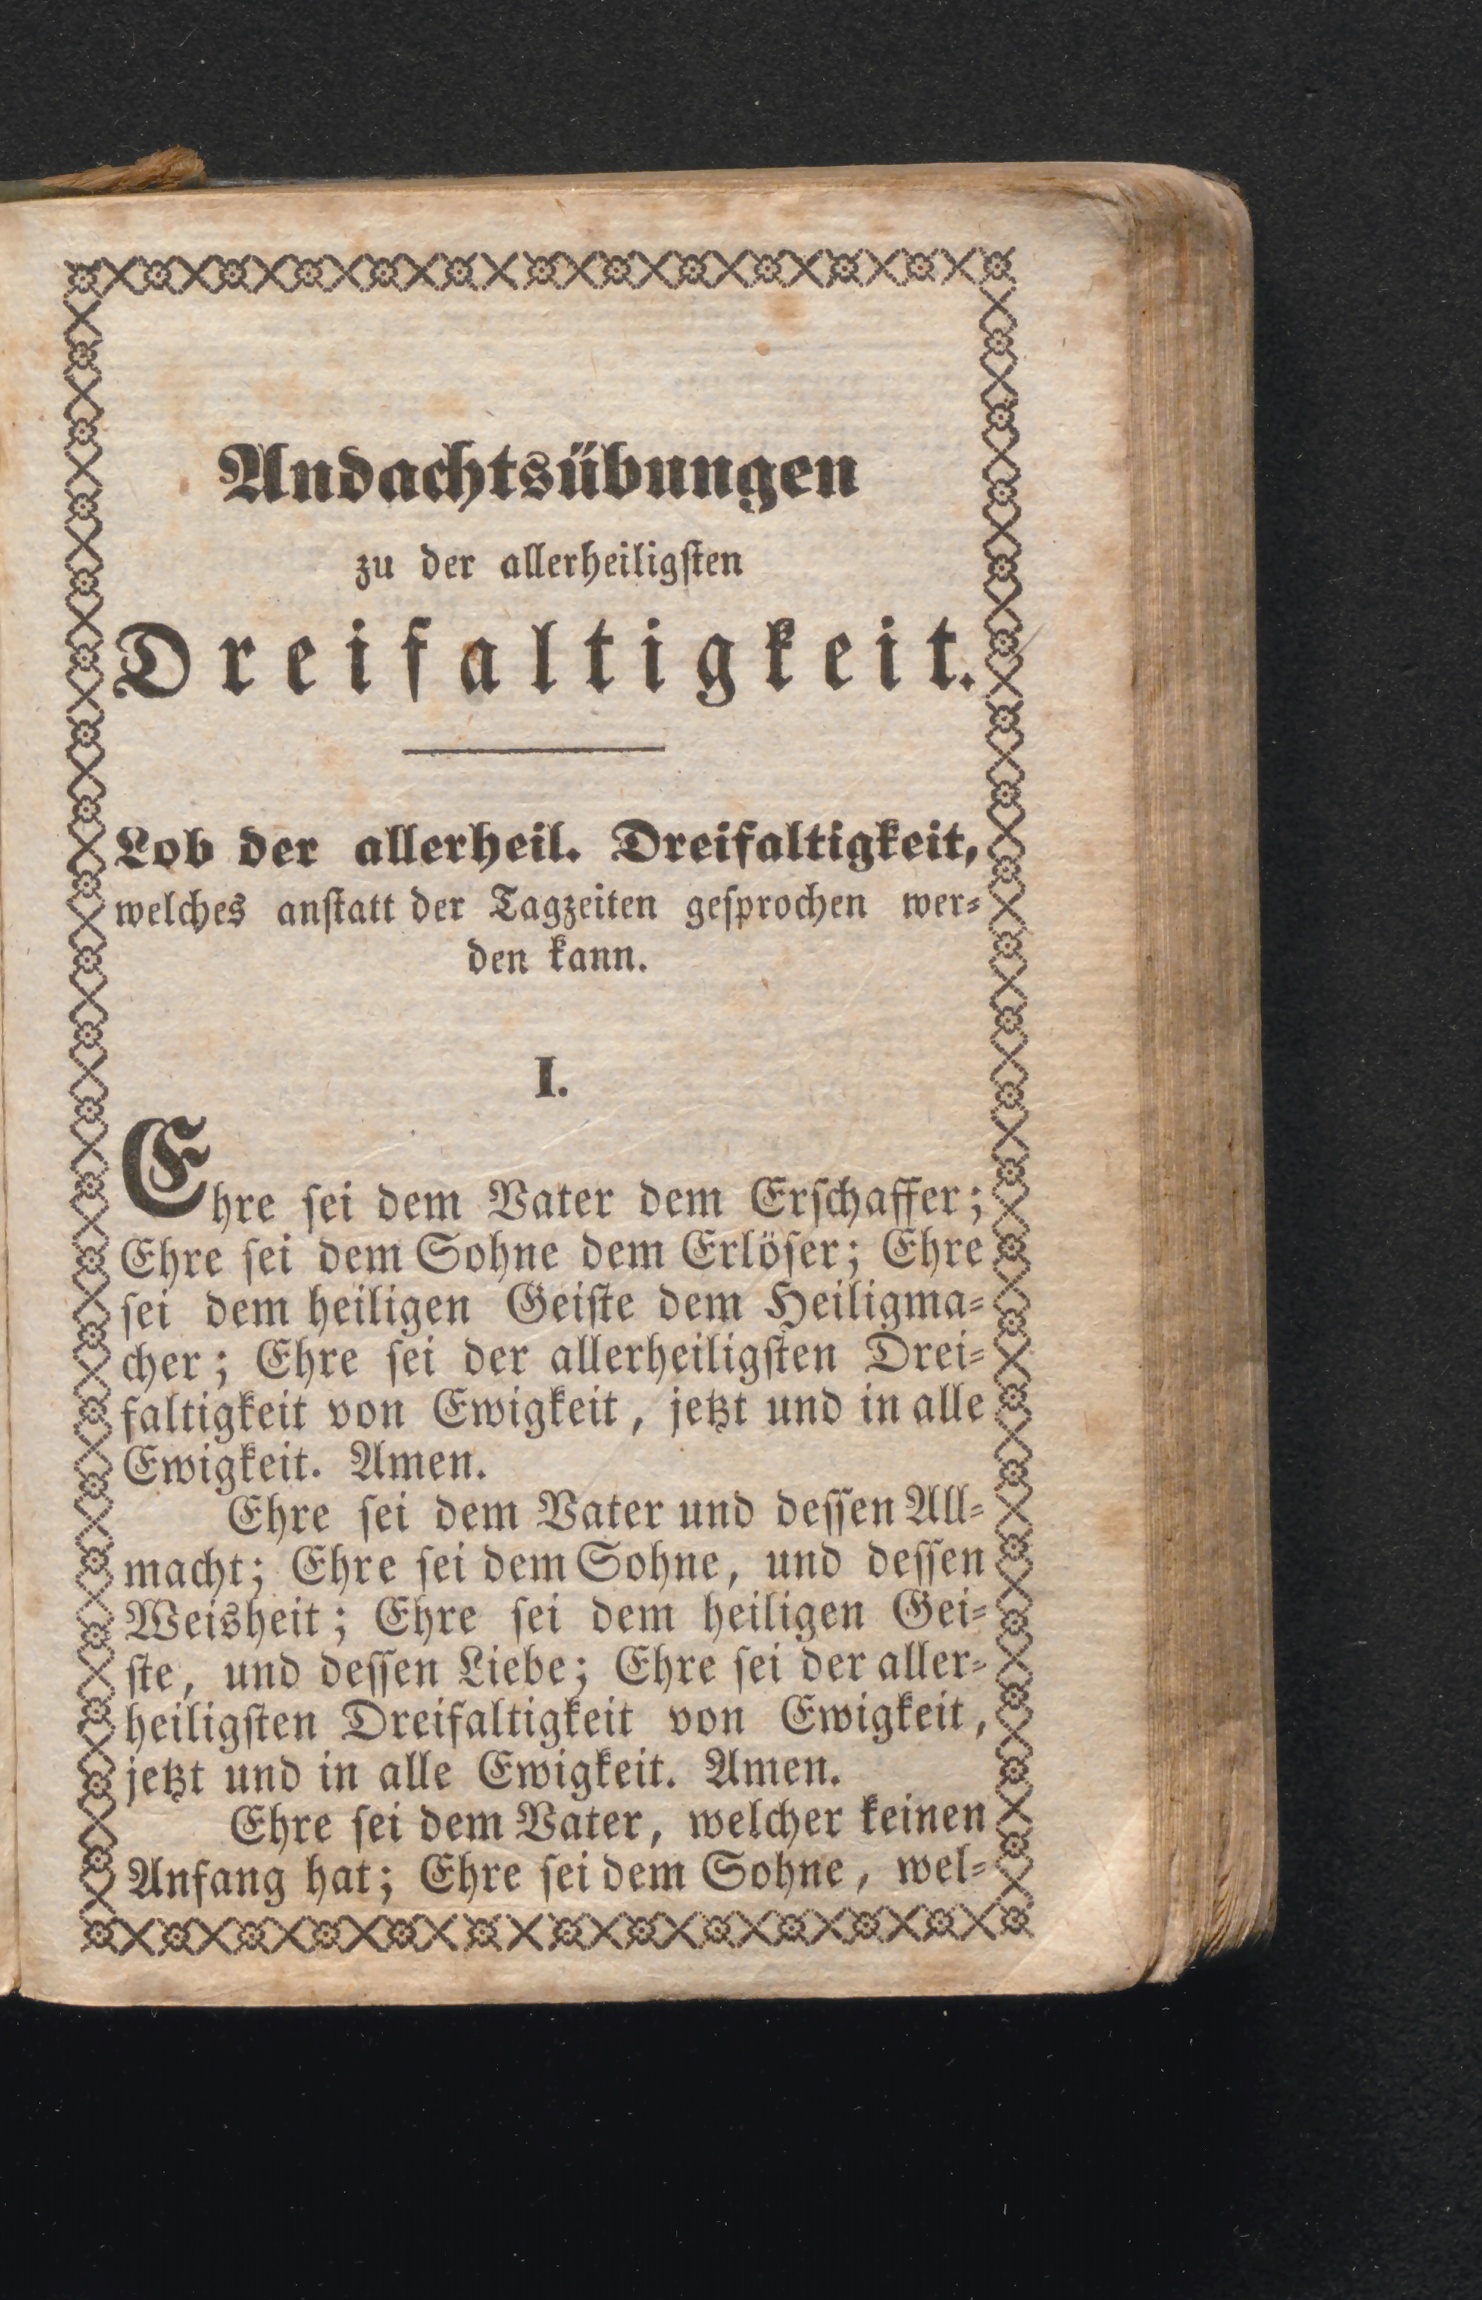 Andachtsübungen
zu der allerheiligſten
Dreifaltigkeit.
Lob der allerheil. Dreifaltigkeit,
welches anſtatt der Tagzeiten geſprochen wer⸗
den kann.
I.
Ehre ſei dem Vater dem Erſchaffer;
Ehre ſei dem Sohne dem Erlöſer; Ehre
ſei dem heiligen Geiſte dem Heiligma⸗
cher; Ehre ſei der allerheiligſten Drei⸗
faltigkeit von Ewigkeit, jetzt und in alle
Ewigkeit. Amen.
Ehre ſei dem Vater und deſſen All⸗
macht; Ehre ſei dem Sohne, und deſſen
Weisheit; Ehre ſei dem heiligen Gei⸗
ſte, und deſſen Liebe; Ehre ſei der aller⸗
heiligſten Dreifaltigkeit von Ewigkeit,
jetzt und in alle Ewigkeit. Amen.
Ehre ſei dem Vater, welcher keinen
Anfang hat; Ehre ſei dem Sohne, wel⸗